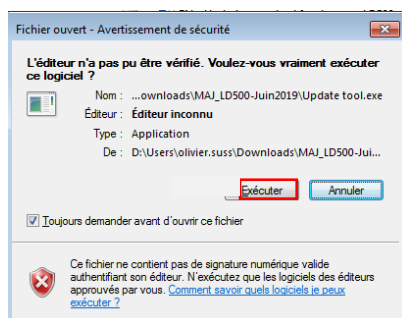 Fichier ouvert - Avertissement de sécurité
L'éditeur n'a pas pu être vérifié. Voulez-vous vraiment exécuter
ce logiciel ?
Nom : ...ownloads\MAJ_LD500-Juin2019\Update tool.exe
Éditeur : Éditeur inconnu
Type : Application
De : D:\Users\olivier.suss\Downloads\MAJ_LD500-Jui...
Exécuter Annuler
Toujours demander avant d'ouvrir ce fichier
Ce fichier ne contient pas de signature numérique valide
authentifiant son éditeur. N'exécutez que les logiciels des éditeurs
approuvés par vous. Comment savoir quels logiciels je peux
exécuter ?